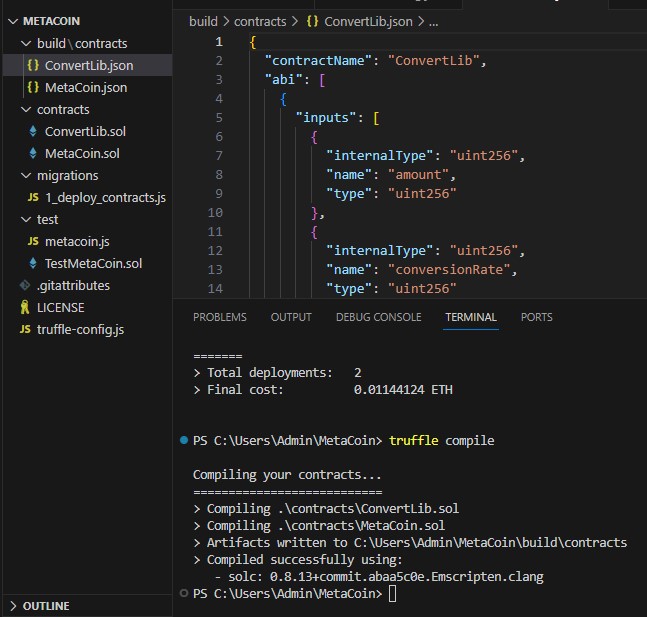 METACOIN
build\contracts
{} ConvertLib.json
{} MetaCoin.json
contracts
ConvertLib.sol
MetaCoin.sol
migrations
JS 1_deploy_contracts.js
test
JS metacoin.js
TestMetaCoin.sol
.gitattributes
LICENSE
JS truffle-config.js
OUTLINE
build > contracts > {} ConvertLib.json > ...
1 {
2 "contractName": "ConvertLib",
3 "abi": [
4 {
5 "inputs": [
6 {
7 "internalType": "uint256",
8 "name": "amount",
9 "type": "uint256"
10 },
11 {
12 "internalType": "uint256",
13 "name": "conversionRate",
14 "type": "uint256"
PROBLEMS OUTPUT DEBUG CONSOLE TERMINAL PORTS
=======
> Total deployments: 2
> Final cost: 0.01144124 ETH
PS C:\Users\Admin\MetaCoin> truffle compile
Compiling your contracts...
===========================
> Compiling .\contracts\ConvertLib.sol
> Compiling .\contracts\MetaCoin.sol
> Artifacts written to C:\Users\Admin\MetaCoin\build\contracts
> Compiled successfully using:
- solc: 0.8.13+commit.abaa5c0e.Emscripten.clang
PS C:\Users\Admin\MetaCoin>